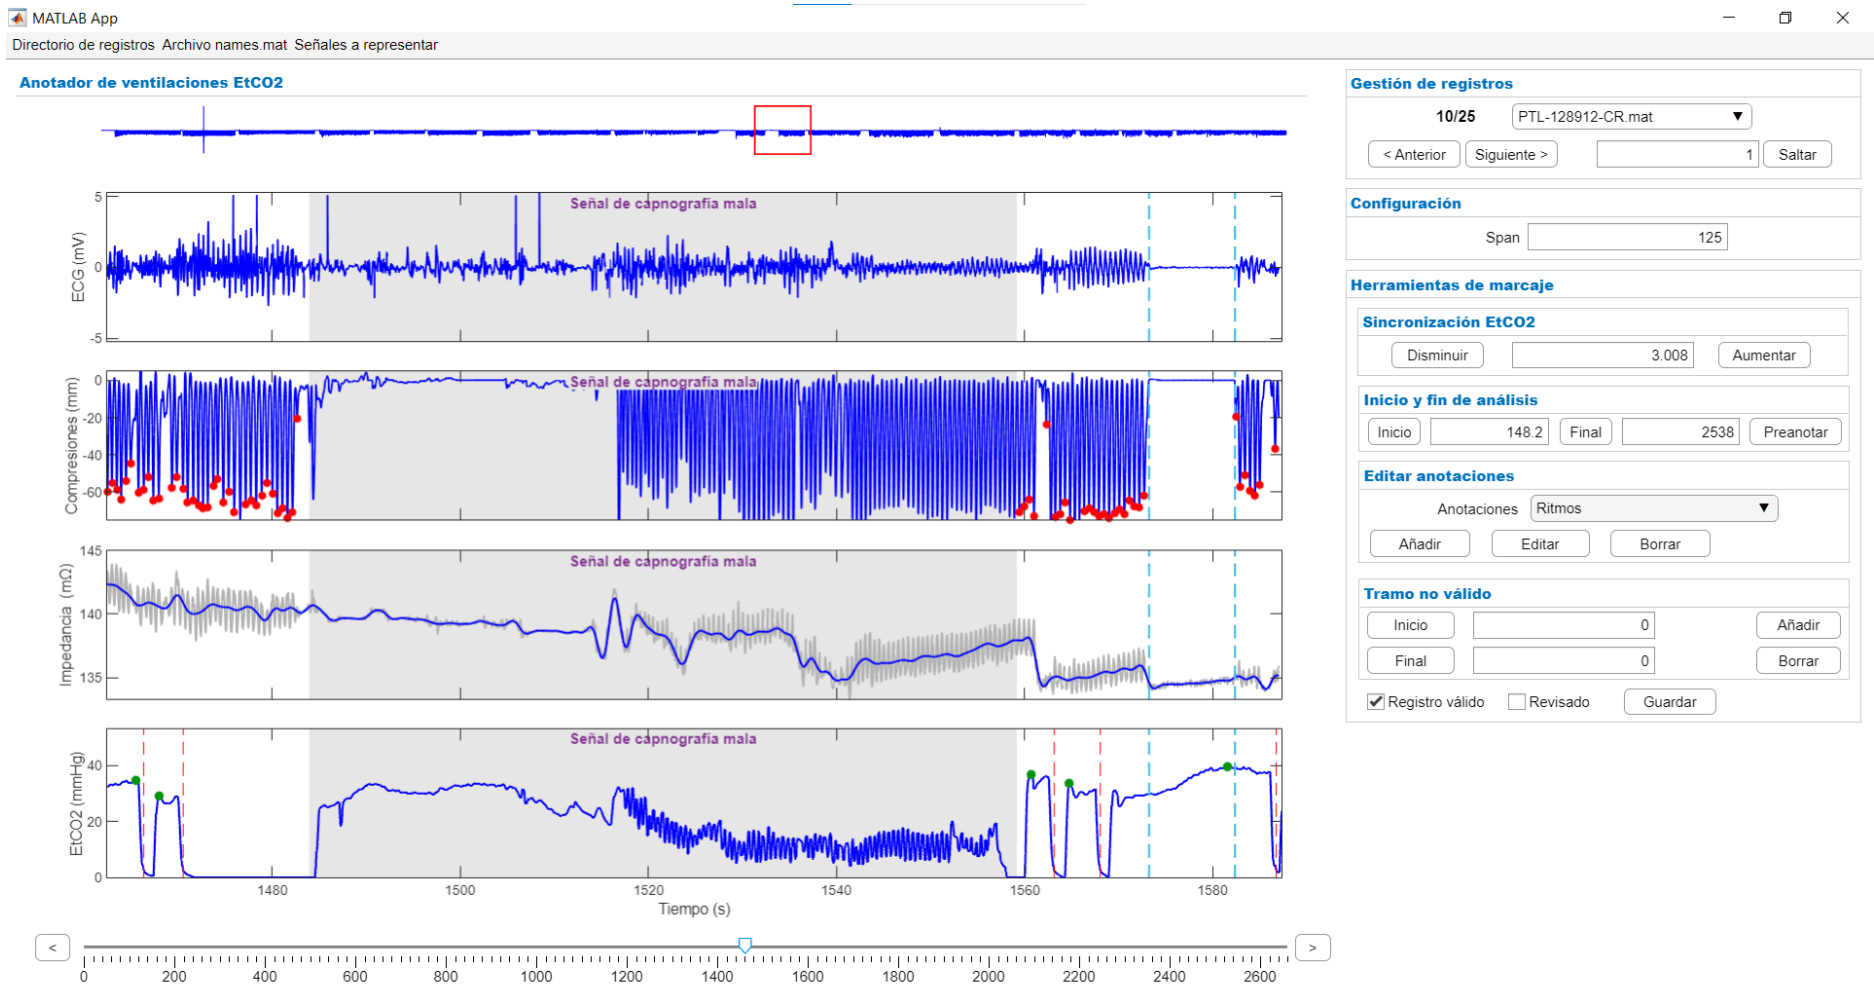 MATLAB App
Directorio de registros Archivo names.mat Señales a representar
Anotador de ventilaciones EtCO2
Señal de capnografía mala
ECG (mV)
5
0
-5
Señal de capnografía mala
Compresiones (mm)
0
-20
-40
-60
Señal de capnografía mala
Impedancia (mΩ)
145
140
135
Señal de capnografía mala
EtCO2 (mmHg)
40
20
0
1480 1500 1520 1540 1560 1580
Tiempo (s)
< >
0 200 400 600 800 1000 1200 1400 1600 1800 2000 2200 2400 2600
Gestión de registros
10/25 PTL-128912-CR.mat
< Anterior Siguiente > 1 Saltar
Configuración
Span 125
Herramientas de marcaje
Sincronización EtCO2
Disminuir 3.008 Aumentar
Inicio y fin de análisis
Inicio 148.2 Final 2538 Preanotar
Editar anotaciones
Anotaciones Ritmos
Añadir Editar Borrar
Tramo no válido
Inicio 0 Añadir
Final 0 Borrar
Registro válido Revisado Guardar